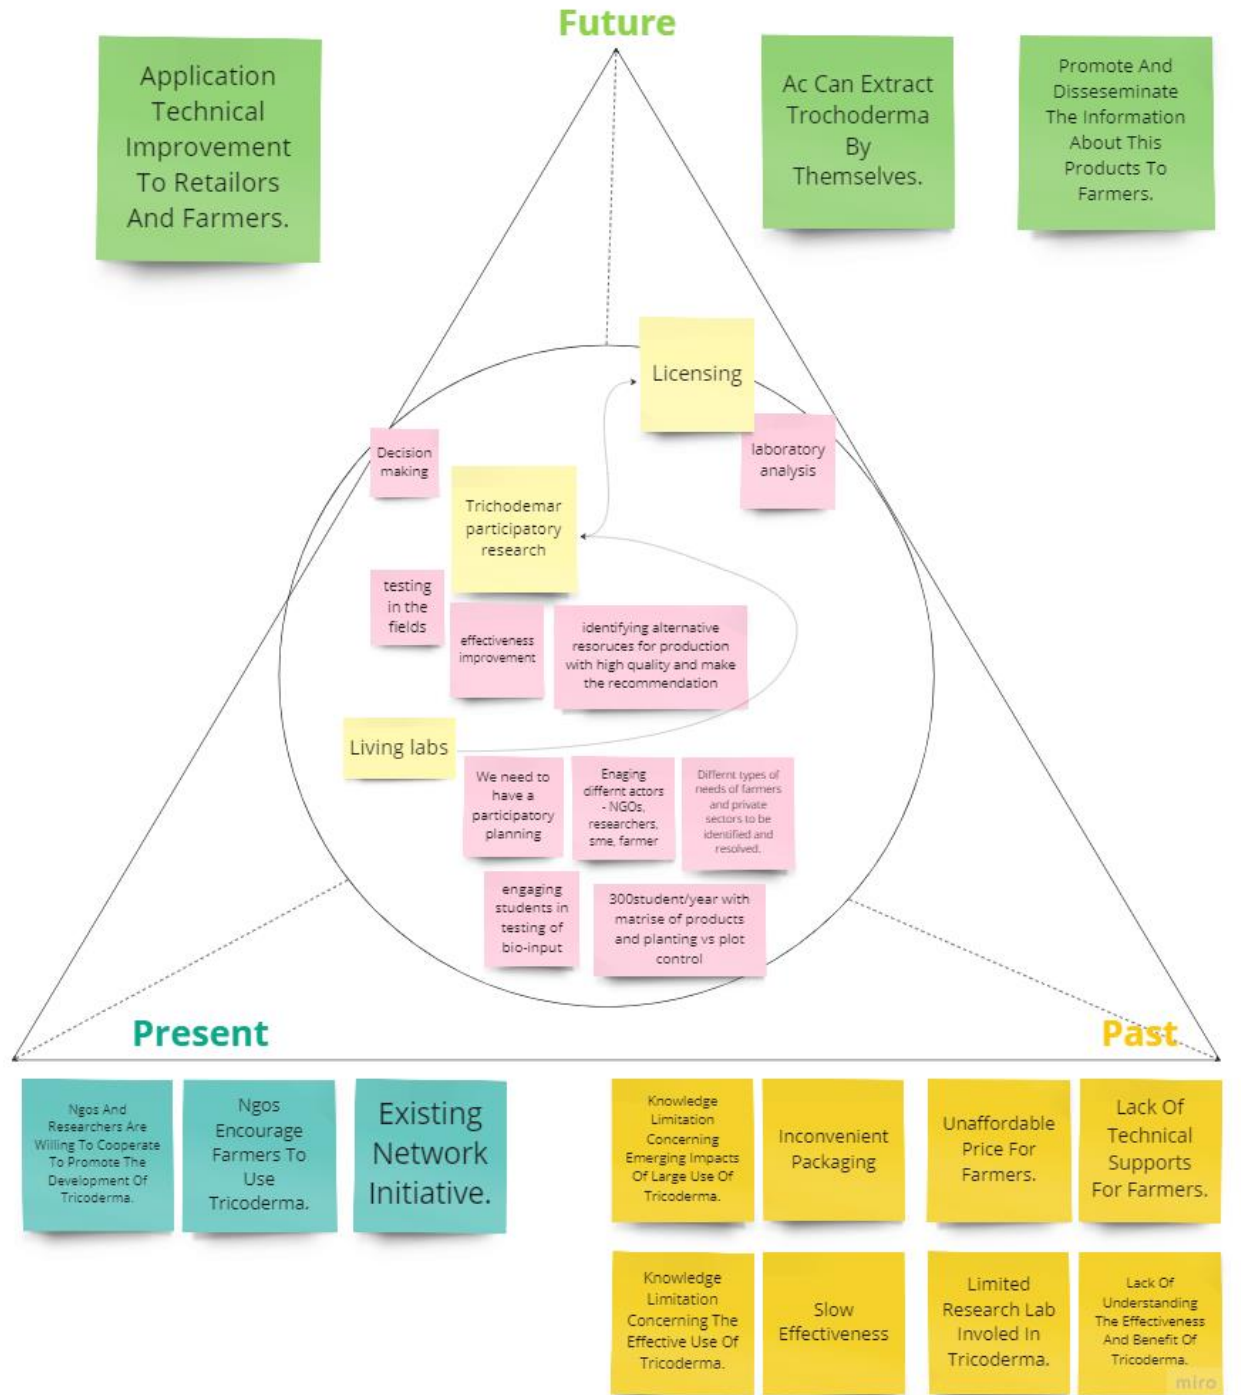 Future
Application
Technical
Improvement
To Retailors
And Farmers.
Ac Can Extract
Trochoderma
By
Themselves.
Promote And
Disseseminate
The Information
About This
Products To
Farmers.
Licensing
Decision
making
laboratory
analysis
Trichodemar
participatory
research
testing
in the
fields
effectiveness
improvement
identifying alternative
resoruces for production
with high quality and make
the recommendation
Living labs
We need to
have a
participatory
planning
Enaging
differnt actors
- NGOs,
researchers,
sme, farmer
Differnt types of
needs of farmers
and private
sectors to be
identified and
resolved.
engaging
students in
testing of
bio-input
300student/year with
matrise of products
and planting vs plot
control
Present
Past
Ngos And
Researchers Are
Willing To Cooperate
To Promote The
Development Of
Tricoderma.
Ngos
Encourage
Farmers To
Use
Tricoderma.
Existing
Network
Initiative.
Knowledge
Limitation
Concerning
Emerging Impacts
Of Large Use Of
Tricoderma.
Inconvenient
Packaging
Unaffordable
Price For
Farmers.
Lack Of
Technical
Supports
For Farmers.
Knowledge
Limitation
Concerning The
Effective Use Of
Tricoderma.
Slow
Effectiveness
Limited
Research Lab
Involed In
Tricoderma.
Lack Of
Understanding
The Effectiveness
And Benefit Of
Tricoderma.
miro